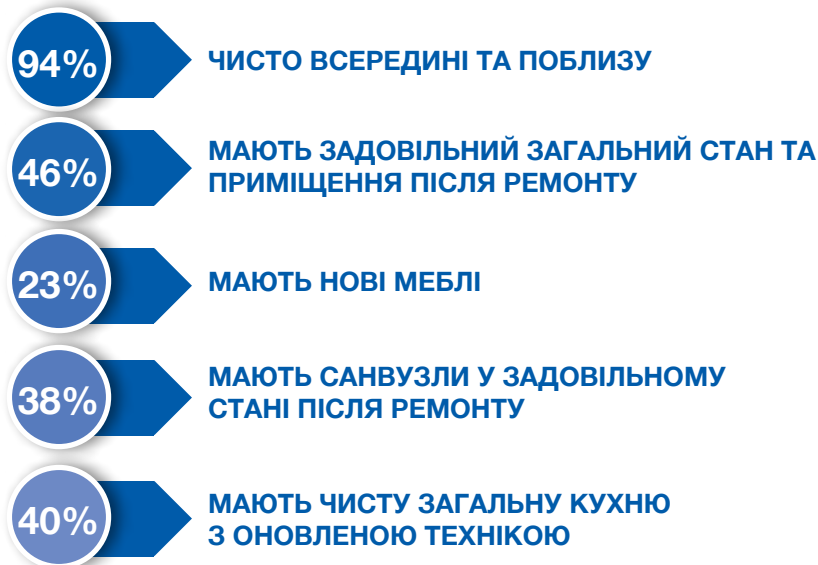 94%
ЧИСТО ВСЕРЕДИНІ ТА ПОБЛИЗУ
46%
МАЮТЬ ЗАДОВІЛЬНИЙ ЗАГАЛЬНИЙ СТАН ТА
ПРИМІЩЕННЯ ПІСЛЯ РЕМОНТУ
23%
МАЮТЬ НОВІ МЕБЛІ
38%
МАЮТЬ САНВУЗЛИ У ЗАДОВІЛЬНОМУ
СТАНІ ПІСЛЯ РЕМОНТУ
40%
МАЮТЬ ЧИСТУ ЗАГАЛЬНУ КУХНЮ
З ОНОВЛЕНОЮ ТЕХНІКОЮ